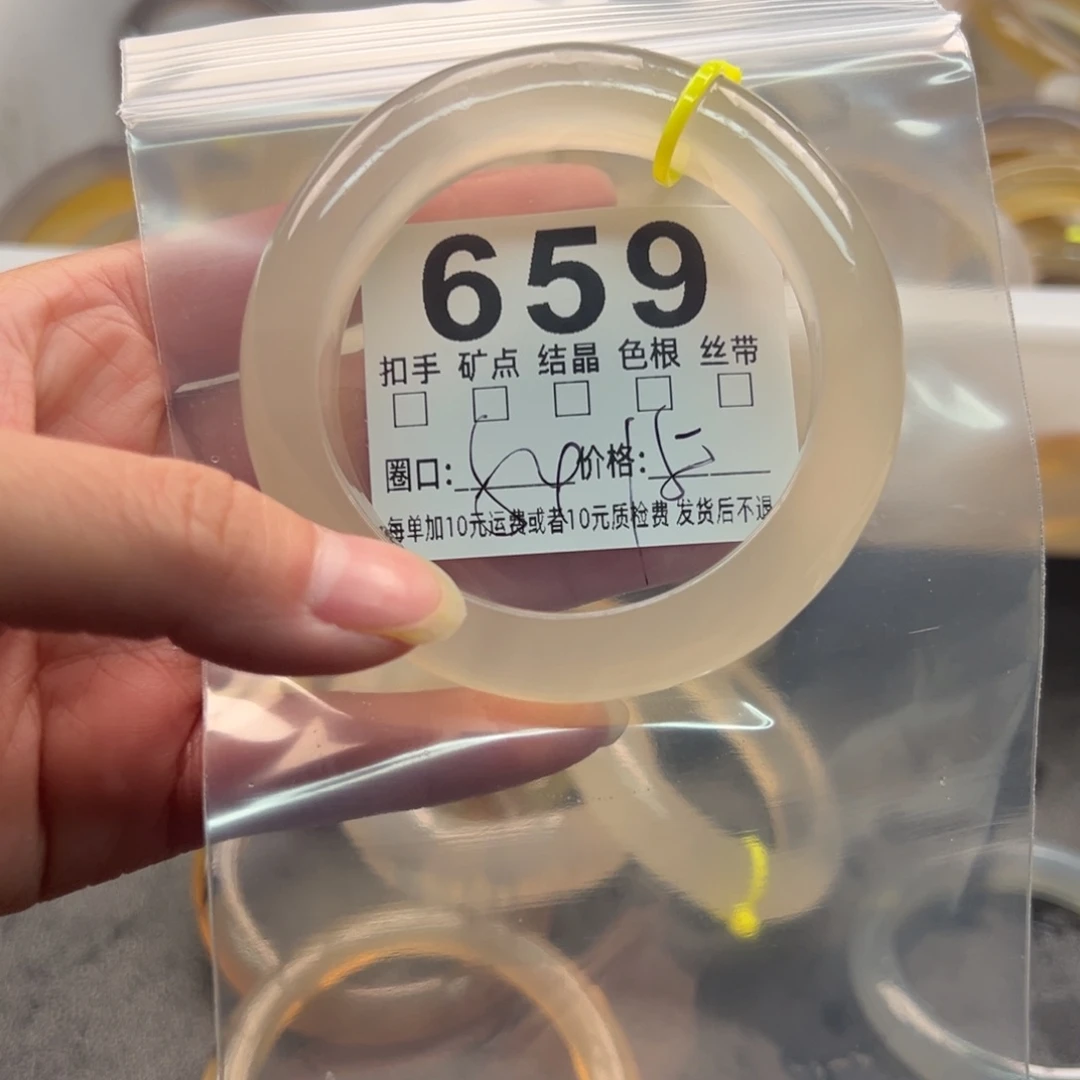 659
扣手 矿点 结晶 色根 丝带
圈口: 价格:
每单加10元运费或者10元质检费 发货后不退